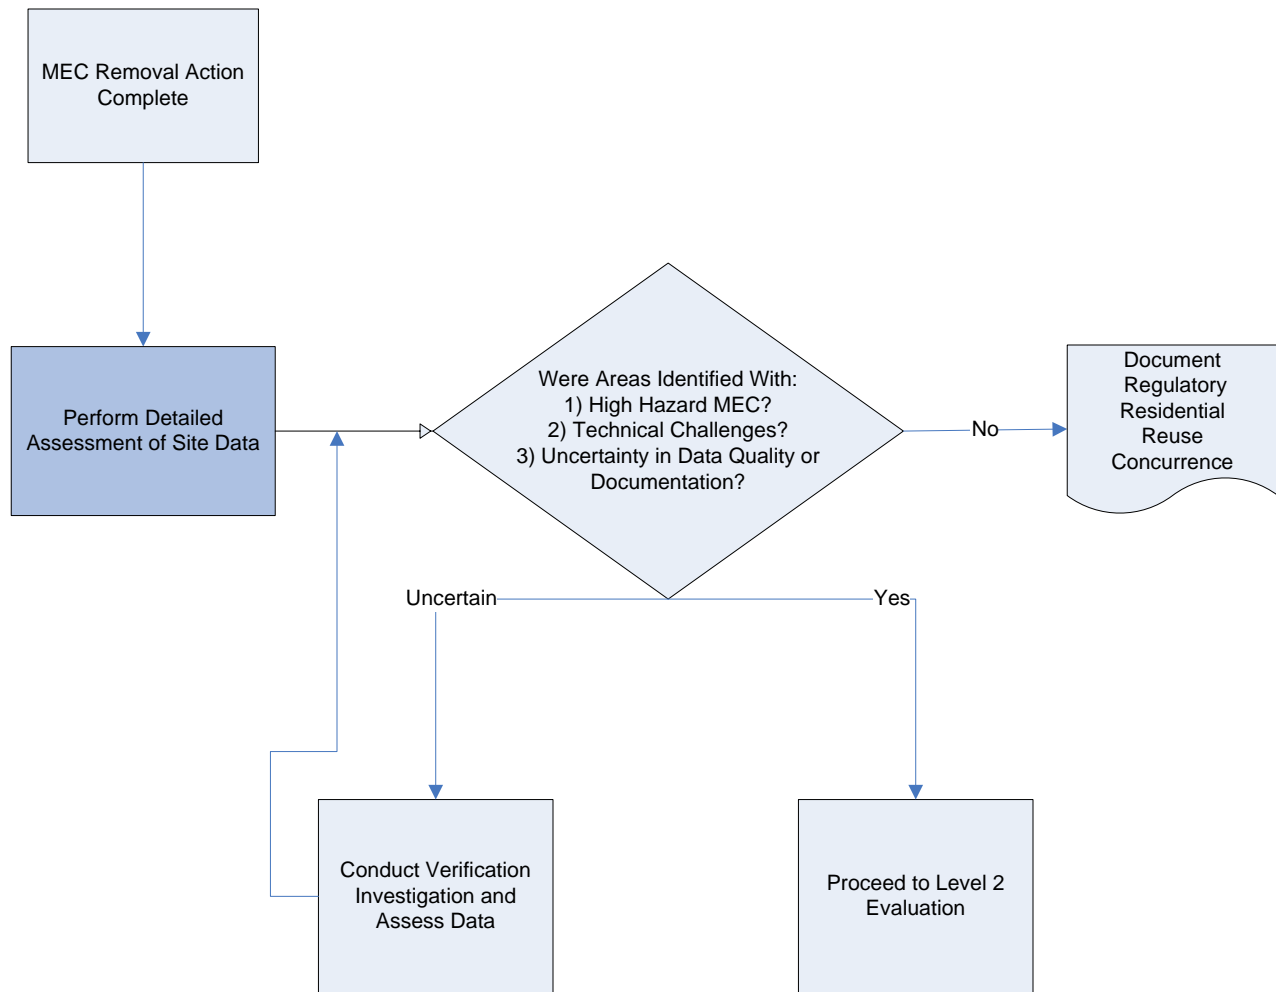 MEC Removal Action
Complete
Perform Detailed
Assessment of Site Data
Were Areas Identified With:
1) High Hazard MEC?
2) Technical Challenges?
3) Uncertainty in Data Quality or
Documentation?
No
Document
Regulatory
Residential
Reuse
Concurrence
Uncertain
Yes
Conduct Verification
Investigation and
Assess Data
Proceed to Level 2
Evaluation